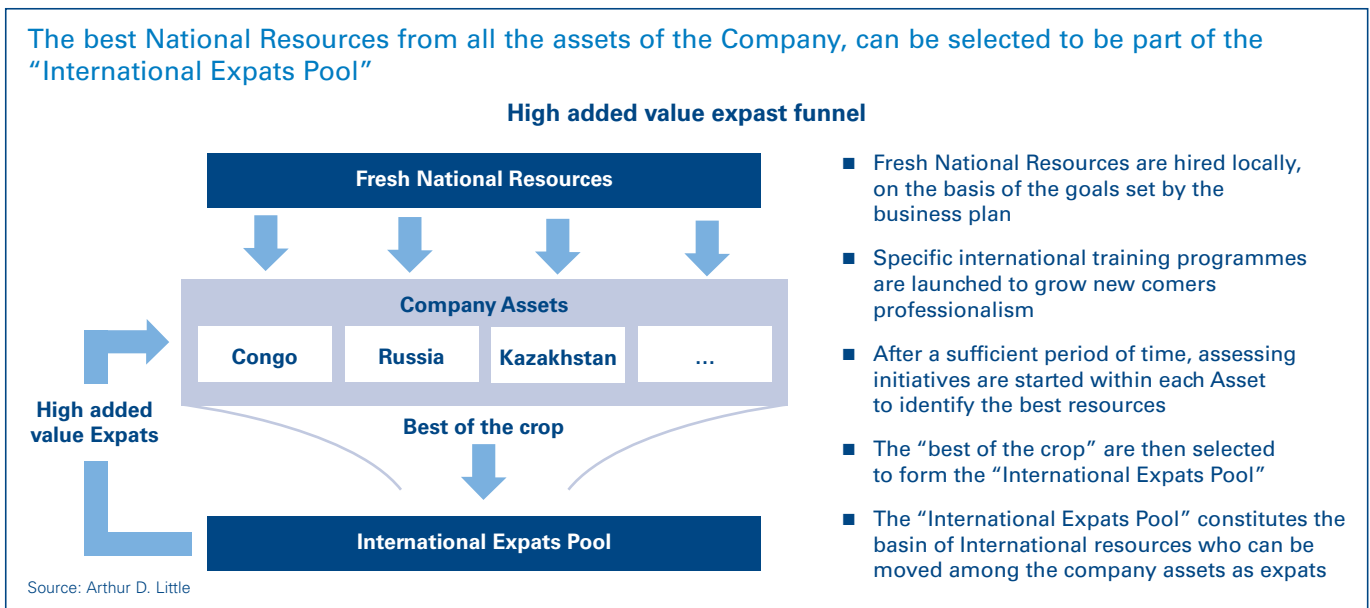 The best National Resources from all the assets of the Company, can be selected to be part of the
“International Expats Pool”
High added value expast funnel
Fresh National Resources
Company Assets
Congo
Russia
Kazakhstan
...
High added
value Expats
Best of the crop
International Expats Pool
Source: Arthur D. Little
■ Fresh National Resources are hired locally,
on the basis of the goals set by the
business plan
■ Specific international training programmes
are launched to grow new comers
professionalism
■ After a sufficient period of time, assessing
initiatives are started within each Asset
to identify the best resources
■ The “best of the crop” are then selected
to form the “International Expats Pool”
■ The “International Expats Pool” constitutes the
basin of International resources who can be
moved among the company assets as expats